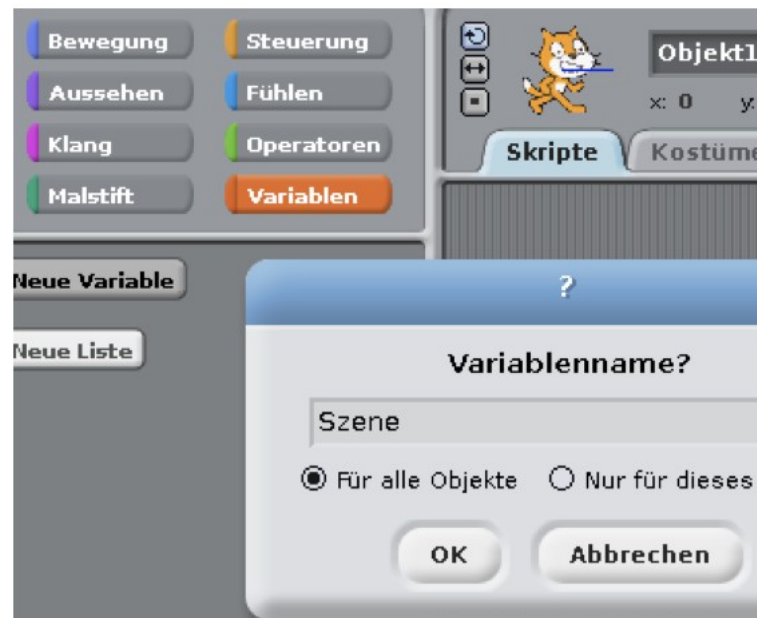 Bewegung
Steuerung
Aussehen
Fühlen
Klang
Operatoren
Malstift
Variablen
Objekt1
x: 0 y:
Skripte
Kostüme
Neue Variable
Neue Liste
?
Variablenname?
Szene
Für alle Objekte
Nur für dieses
OK
Abbrechen